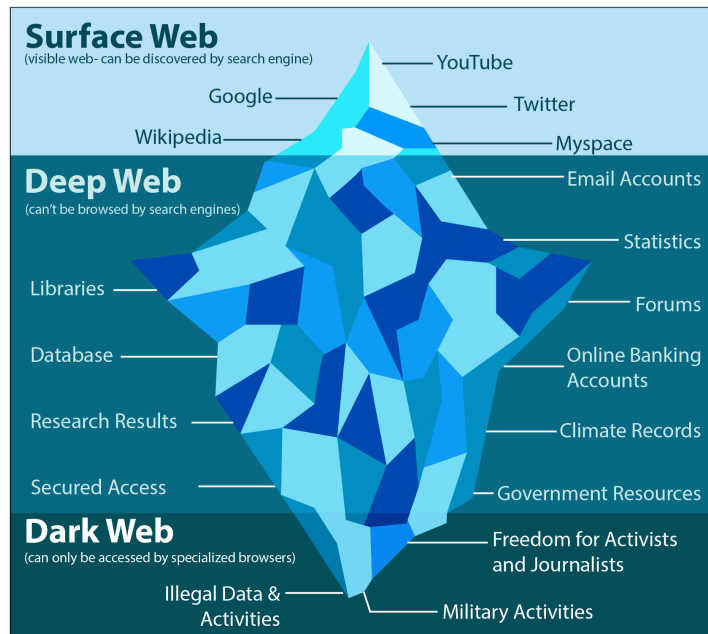 Surface Web
(visible web- can be discovered by search engine)
YouTube
Google
Twitter
Wikipedia
Myspace
Deep Web
(can't be browsed by search engines)
Email Accounts
Statistics
Libraries
Forums
Database
Online Banking
Accounts
Research Results
Climate Records
Secured Access
Government Resources
Dark Web
(can only be accessed by specialized browsers)
Freedom for Activists
and Journalists
Illegal Data &
Activities
Military Activities